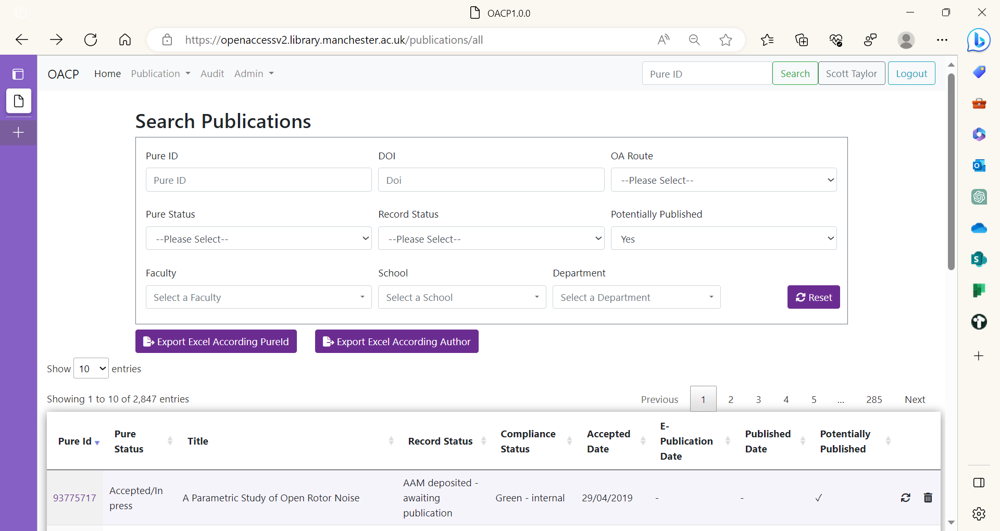 OACP1.0.0
https://openaccessv2.library.manchester.ac.uk/publications/all
OACP Home Publication Audit Admin Pure ID Search Scott Taylor Logout
Search Publications
Pure ID DOI OA Route
Pure ID Doi --Please Select--
Pure Status Record Status Potentially Published
--Please Select-- --Please Select-- Yes
Faculty School Department
Select a Faculty Select a School Select a Department Reset
Export Excel According PureId Export Excel According Author
Show 10 entries
Showing 1 to 10 of 2,847 entries Previous 1 2 3 4 5 ... 285 Next
Pure Id
Pure
Status
Title
Record Status
Compliance
Status
Accepted
Date
E-
Publication
Date
Published
Date
Potentially
Published
93775717
Accepted/In
press
A Parametric Study of Open Rotor Noise
AAM deposited -
awaiting
publication
Green - internal
29/04/2019
-
-
✓